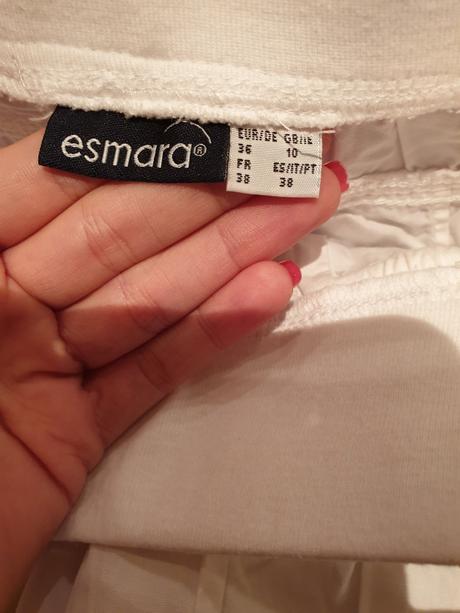 esmara®
EUR/DE GB/IE
36 10
FR ES/IT/PT
38 38